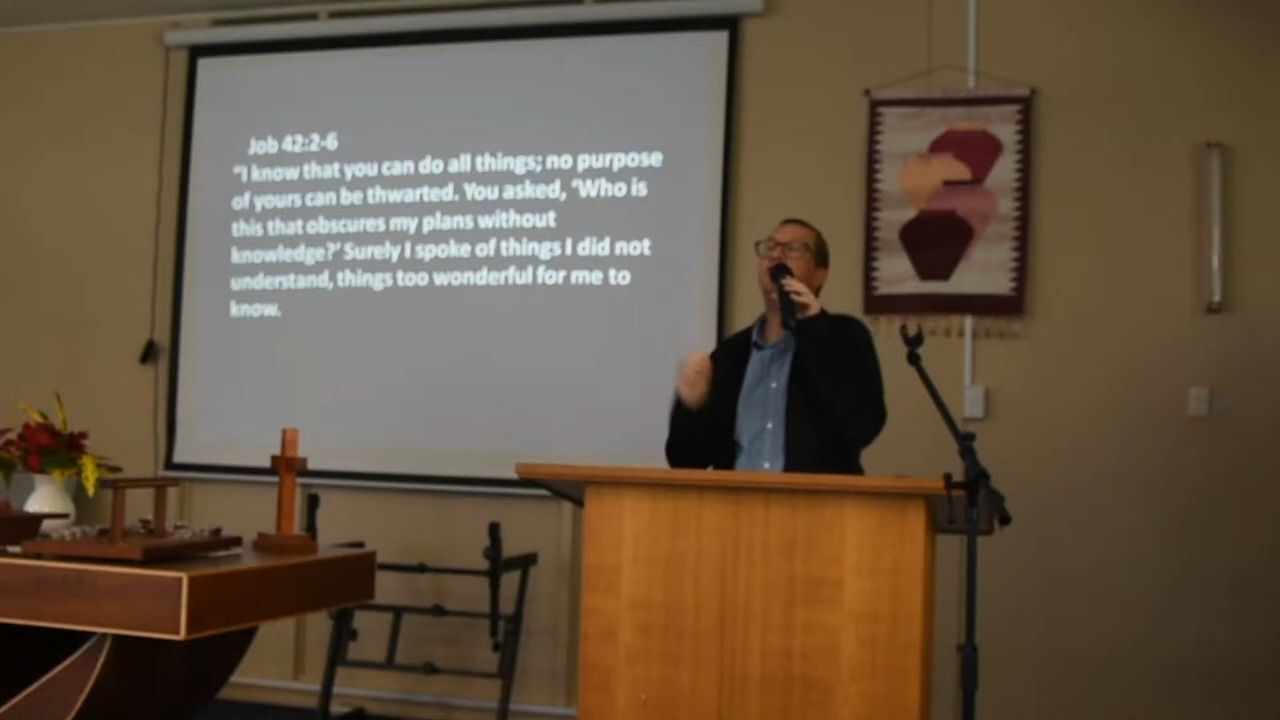 Job 42:2-6
"I know that you can do all things; no purpose
of yours can be thwarted. You asked, 'Who is
this that obscures my plans without
knowledge?' Surely I spoke of things I did not
understand, things too wonderful for me to
know.